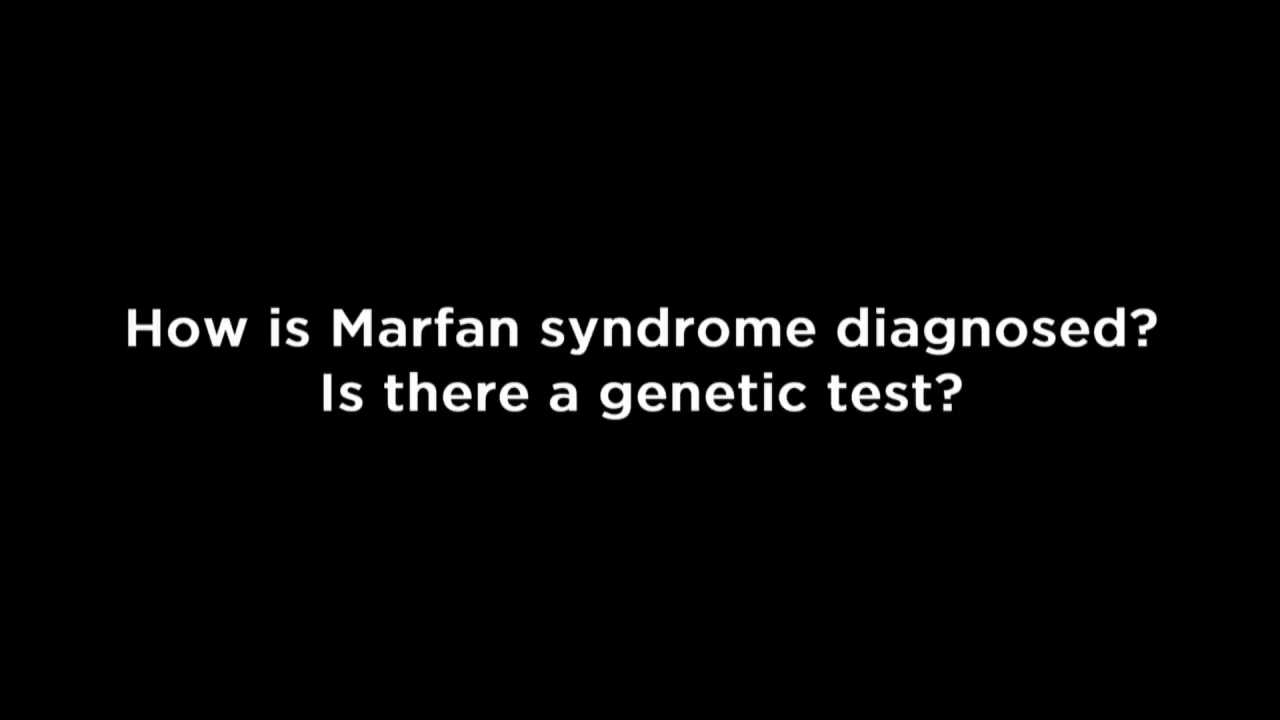 How is Marfan syndrome diagnosed?
Is there a genetic test?